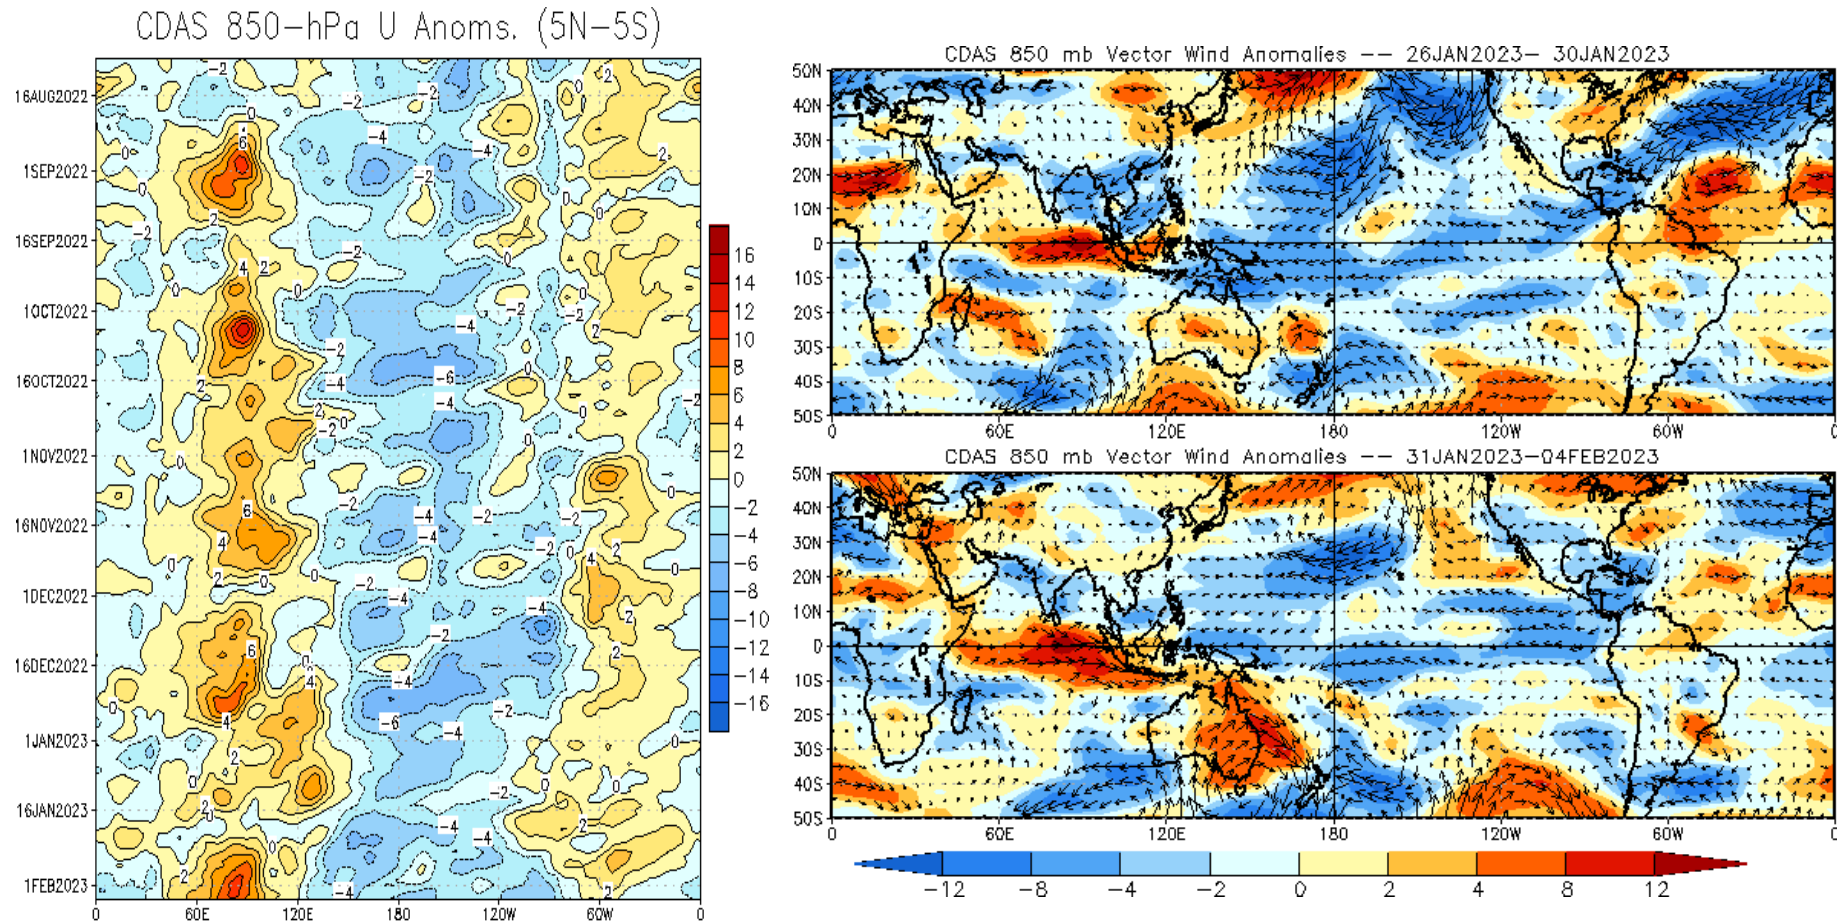 CDAS 850-hPa U Anoms. (5N-5S)
16AUG2022
1SEP2022
16SEP2022
1OCT2022
16OCT2022
1NOV2022
16NOV2022
1DEC2022
16DEC2022
1JAN2023
16JAN2023
1FEB2023
0 60E 120E 180 120W 60W 0
16
14
12
10
8
6
4
2
0
-2
-4
-6
-8
-10
-12
-14
-16
CDAS 850 mb Vector Wind Anomalies -- 26JAN2023- 30JAN2023
50N
40N
30N
20N
10N
0
10S
20S
30S
40S
50S
0 60E 120E 180 120W 60W 0
CDAS 850 mb Vector Wind Anomalies -- 31JAN2023-04FEB2023
50N
40N
30N
20N
10N
0
10S
20S
30S
40S
50S
0 60E 120E 180 120W 60W 0
-12 -8 -4 -2 0 2 4 8 12